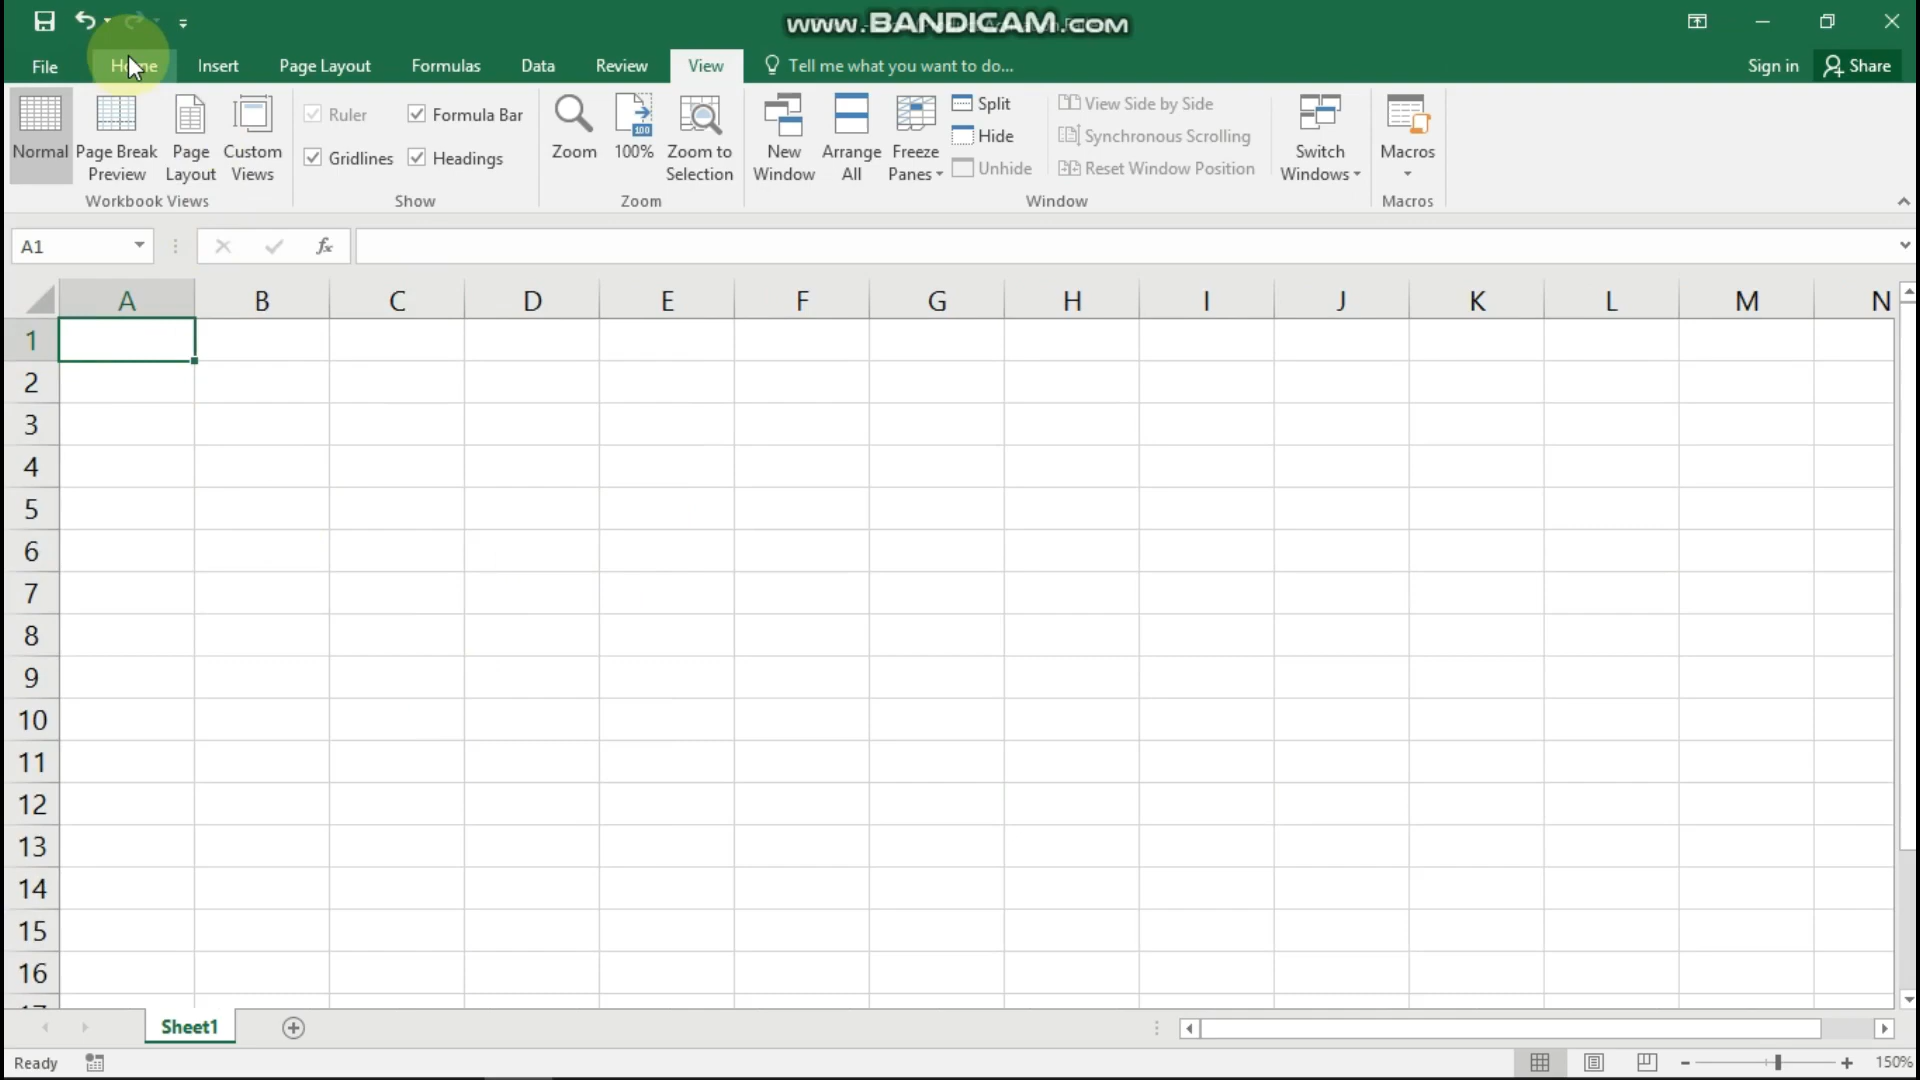 www.BANDICAM.com
File Home Insert Page Layout Formulas Data Review View Tell me what you want to do... Sign in Share
Normal Page Break Preview Page Layout Custom Views
Workbook Views
Ruler Formula Bar
Gridlines Headings
Show
Zoom 100% Zoom to Selection
100
Zoom
New Window Arrange All Freeze Panes
Split
Hide
Unhide
View Side by Side
Synchronous Scrolling
Reset Window Position
Switch Windows
Window
Macros
Macros
A1 fx
A B C D E F G H I J K L M N
1
2
3
4
5
6
7
8
9
10
11
12
13
14
15
16
Sheet1
Ready 150%